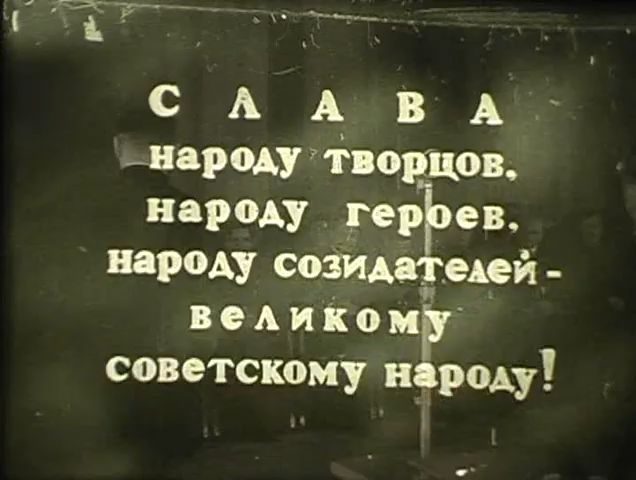 СЛАВА
народу творцов,
народу героев,
народу созидателей -
великому
советскому народу!